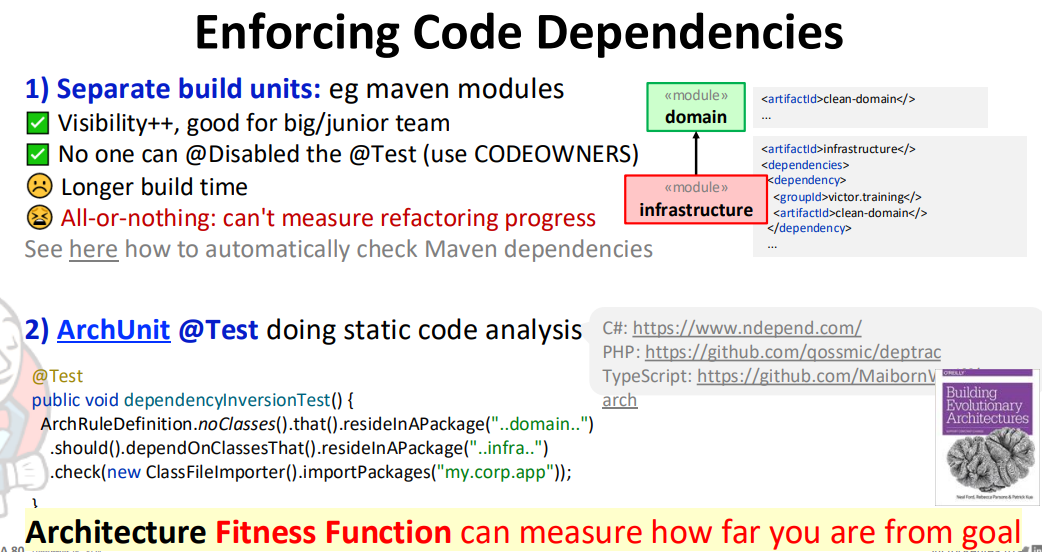 Enforcing Code Dependencies
1) Separate build units: eg maven modules
✅ Visibility++, good for big/junior team
✅ No one can @Disabled the @Test (use CODEOWNERS)
☹️ Longer build time
😫 All-or-nothing: can't measure refactoring progress
See here how to automatically check Maven dependencies
«module»
domain
«module»
infrastructure
<artifactId>clean-domain</>
...
<artifactId>infrastructure</>
<dependencies>
<dependency>
<groupId>victor.training</>
<artifactId>clean-domain</>
</dependency>
...
2) ArchUnit @Test doing static code analysis
C#: https://www.ndepend.com/
PHP: https://github.com/qossmic/deptrac
TypeScript: https://github.com/MaibornW
arch
@Test
public void dependencyInversionTest() {
ArchRuleDefinition.noClasses().that().resideInAPackage("..domain..")
.should().dependOnClassesThat().resideInAPackage("..infra..")
.check(new ClassFileImporter().importPackages("my.corp.app"));
}
O'REILLY
Building
Evolutionary
Architectures
Neal Ford, Rebecca Parsons & Patrick Kua
Architecture Fitness Function can measure how far you are from goal